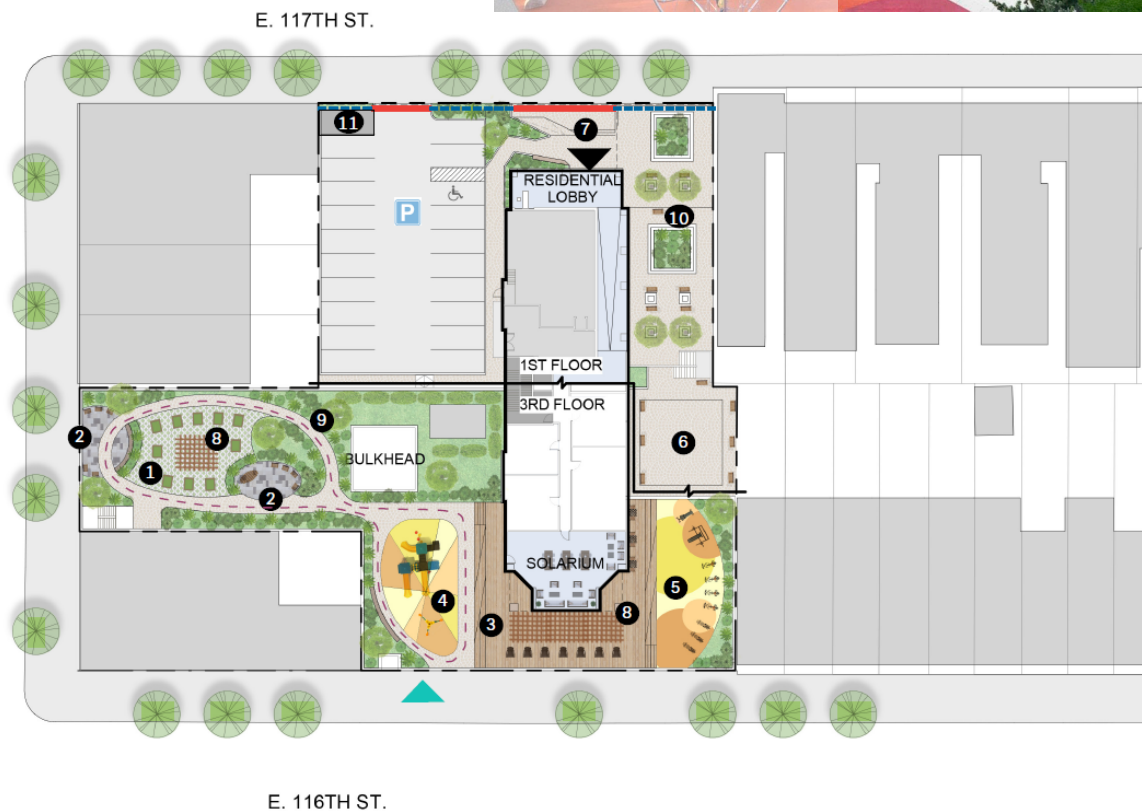 E. 117TH ST.
11
7
RESIDENTIAL
LOBBY
P
10
1ST FLOOR
3RD FLOOR
2
9
8
6
1
BULKHEAD
2
SOLARIUM
5
4
8
3
E. 116TH ST.